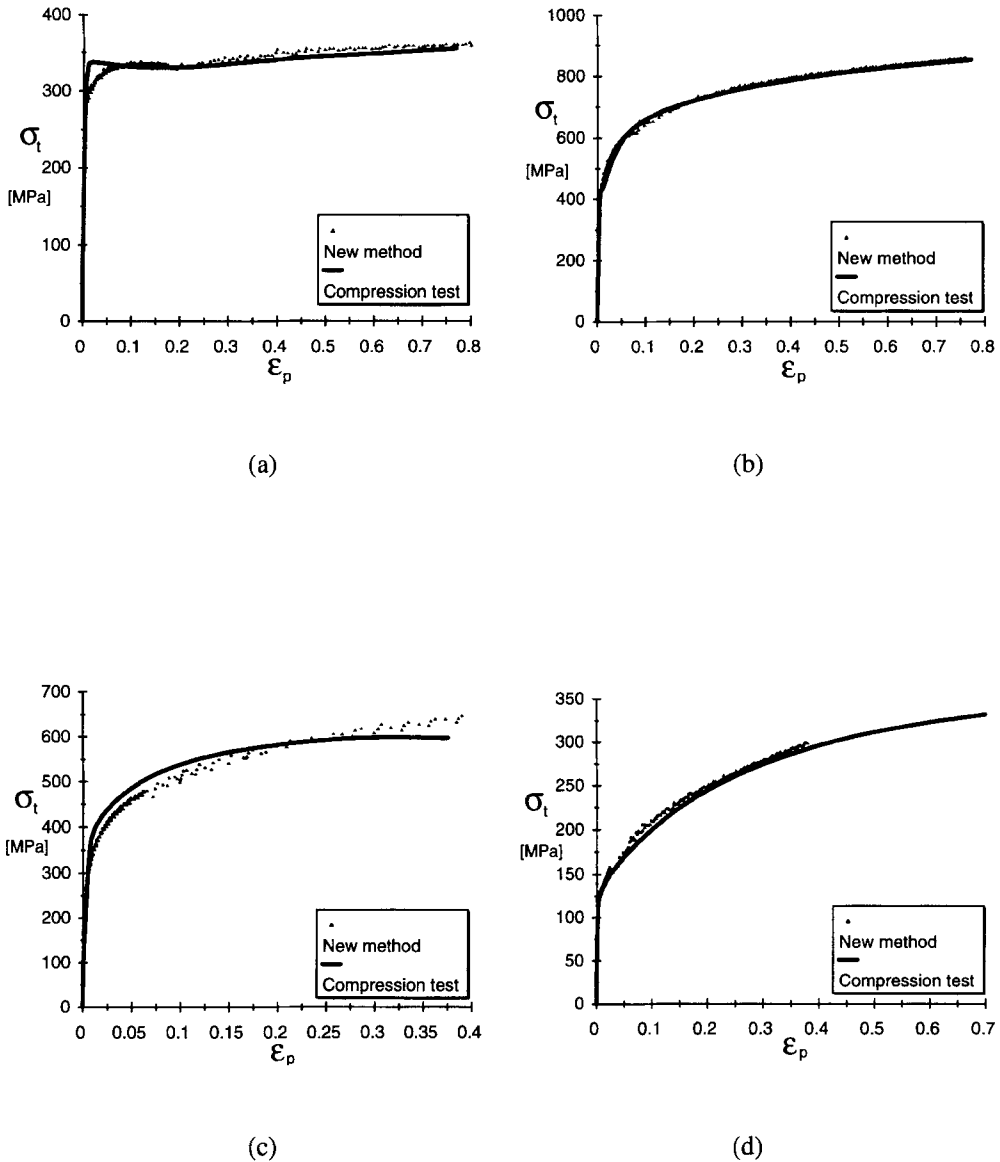 400
300
200
100
0
σt
[MPa]
New method
Compression test
0 0.1 0.2 0.3 0.4 0.5 0.6 0.7 0.8
εp
(a)
1000
800
600
400
200
0
σt
[MPa]
New method
Compression test
0 0.1 0.2 0.3 0.4 0.5 0.6 0.7 0.8
εp
(b)
700
600
500
400
300
200
100
0
σt
[MPa]
New method
Compression test
0 0.05 0.1 0.15 0.2 0.25 0.3 0.35 0.4
εp
(c)
350
300
250
200
150
100
50
0
σt
[MPa]
New method
Compression test
0 0.1 0.2 0.3 0.4 0.5 0.6 0.7
εp
(d)